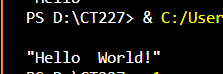 PS D:\CT227> & C:/User
"Hello  World!"